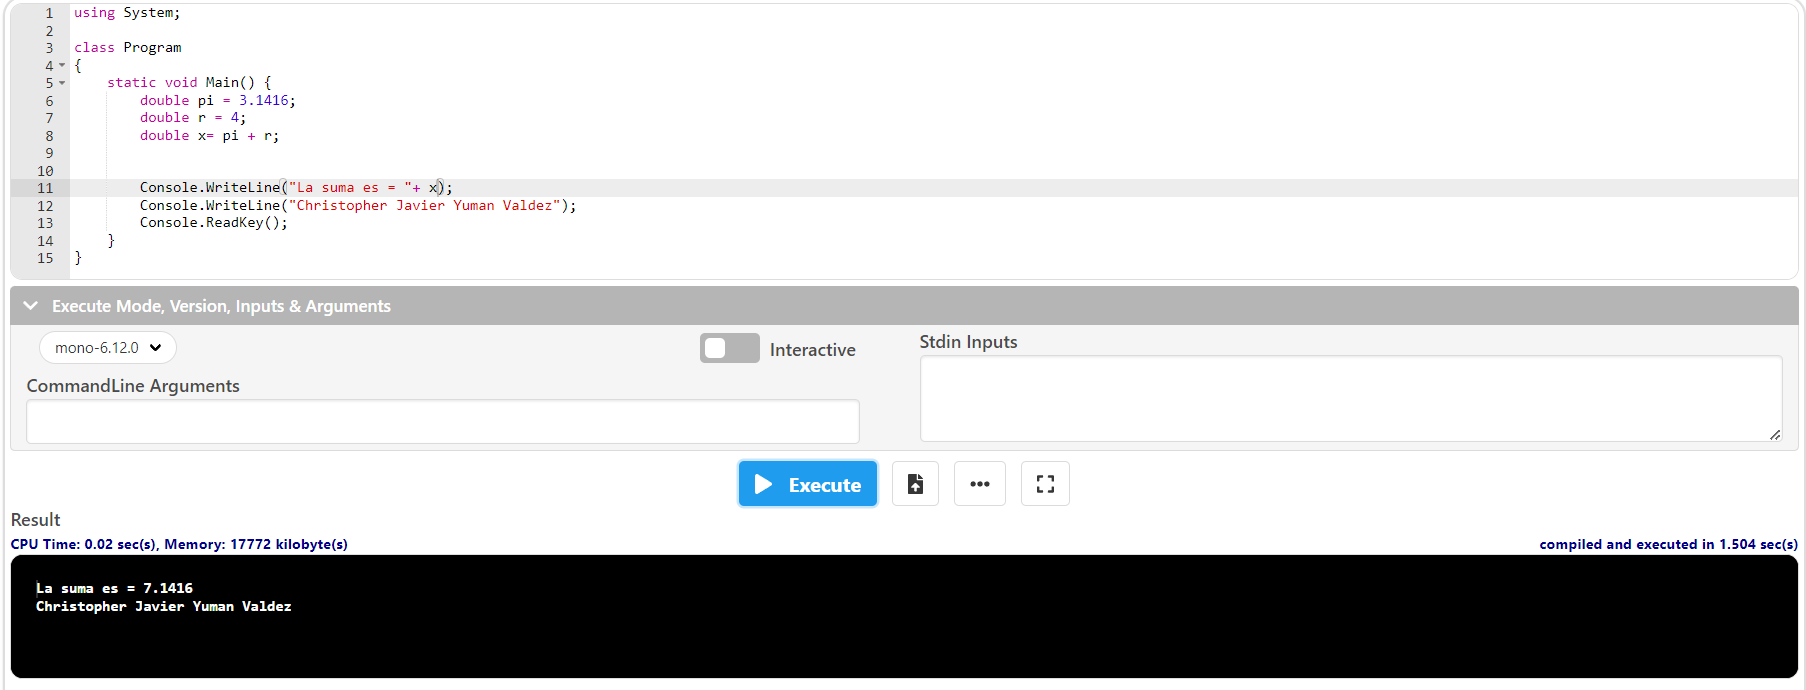 1 using System;
2
3 class Program
4 {
5 static void Main() {
6 double pi = 3.1416;
7 double r = 4;
8 double x= pi + r;
9
10
11 Console.WriteLine("La suma es = "+ x);
12 Console.WriteLine("Christopher Javier Yuman Valdez");
13 Console.ReadKey();
14 }
15 }
Execute Mode, Version, Inputs & Arguments
mono-6.12.0
Interactive
Stdin Inputs
CommandLine Arguments
Execute
Result
CPU Time: 0.02 sec(s), Memory: 17772 kilobyte(s)
compiled and executed in 1.504 sec(s)
La suma es = 7.1416
Christopher Javier Yuman Valdez